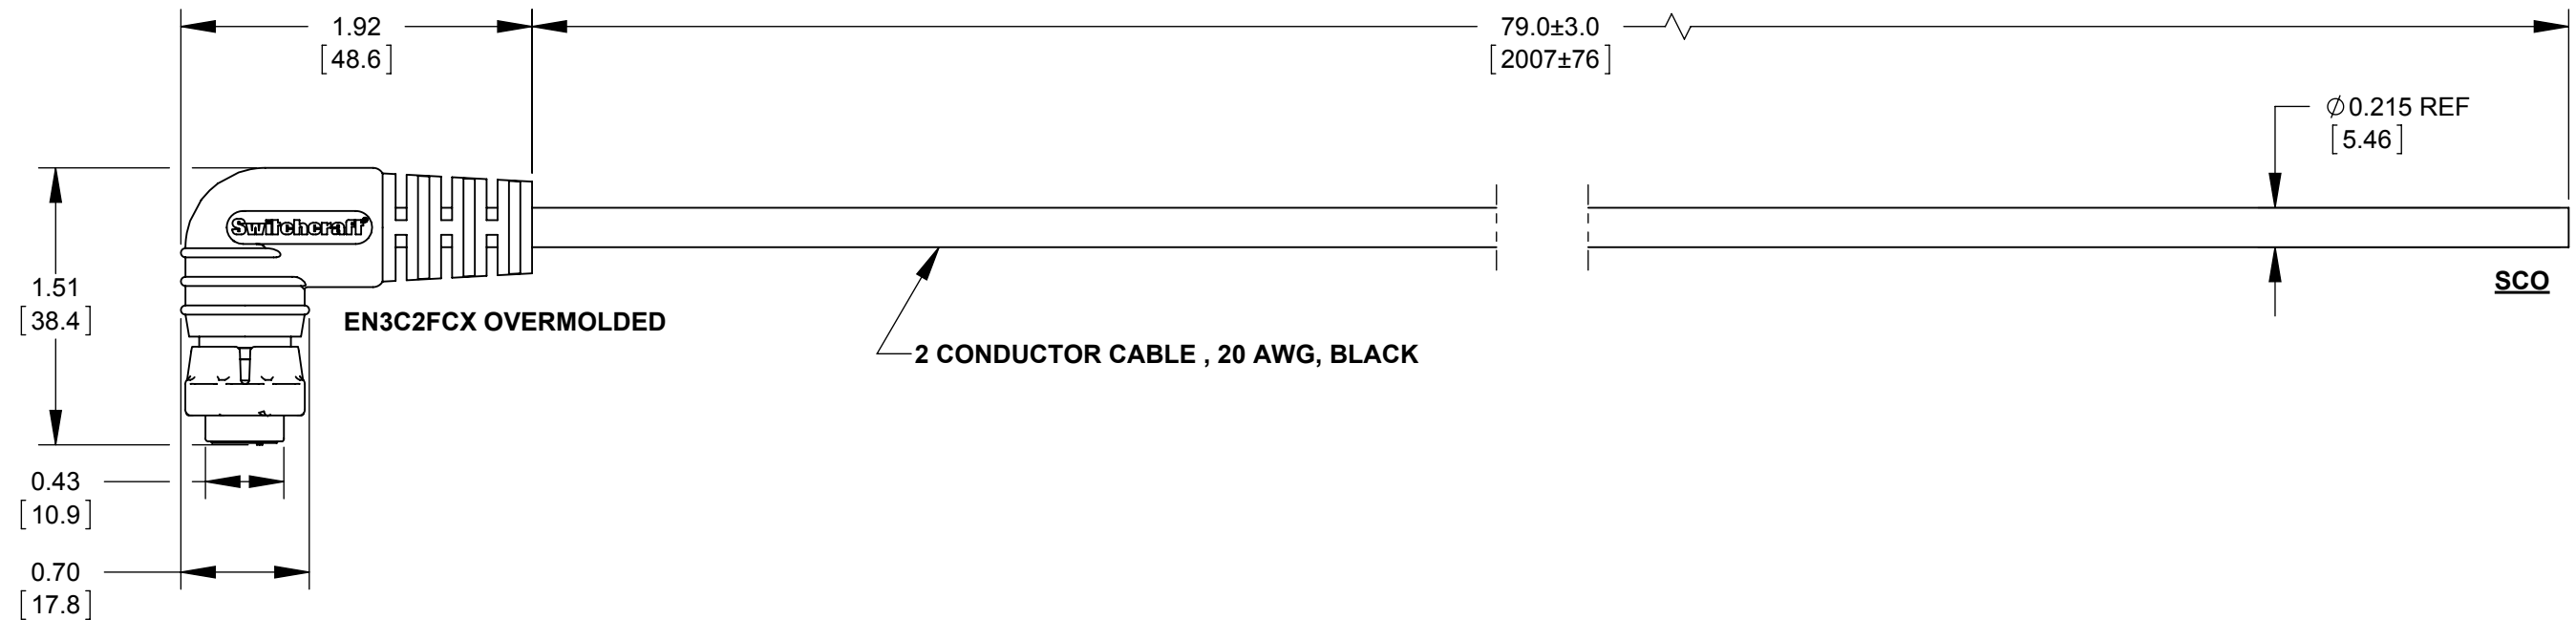 1.92
[48.6]
79.0±3.0
[2007±76]
⌀0.215 REF
[5.46]
Switchcraft®
1.51
[38.4]
SCO
EN3C2FCX OVERMOLDED
2 CONDUCTOR CABLE , 20 AWG, BLACK
0.43
[10.9]
0.70
[17.8]